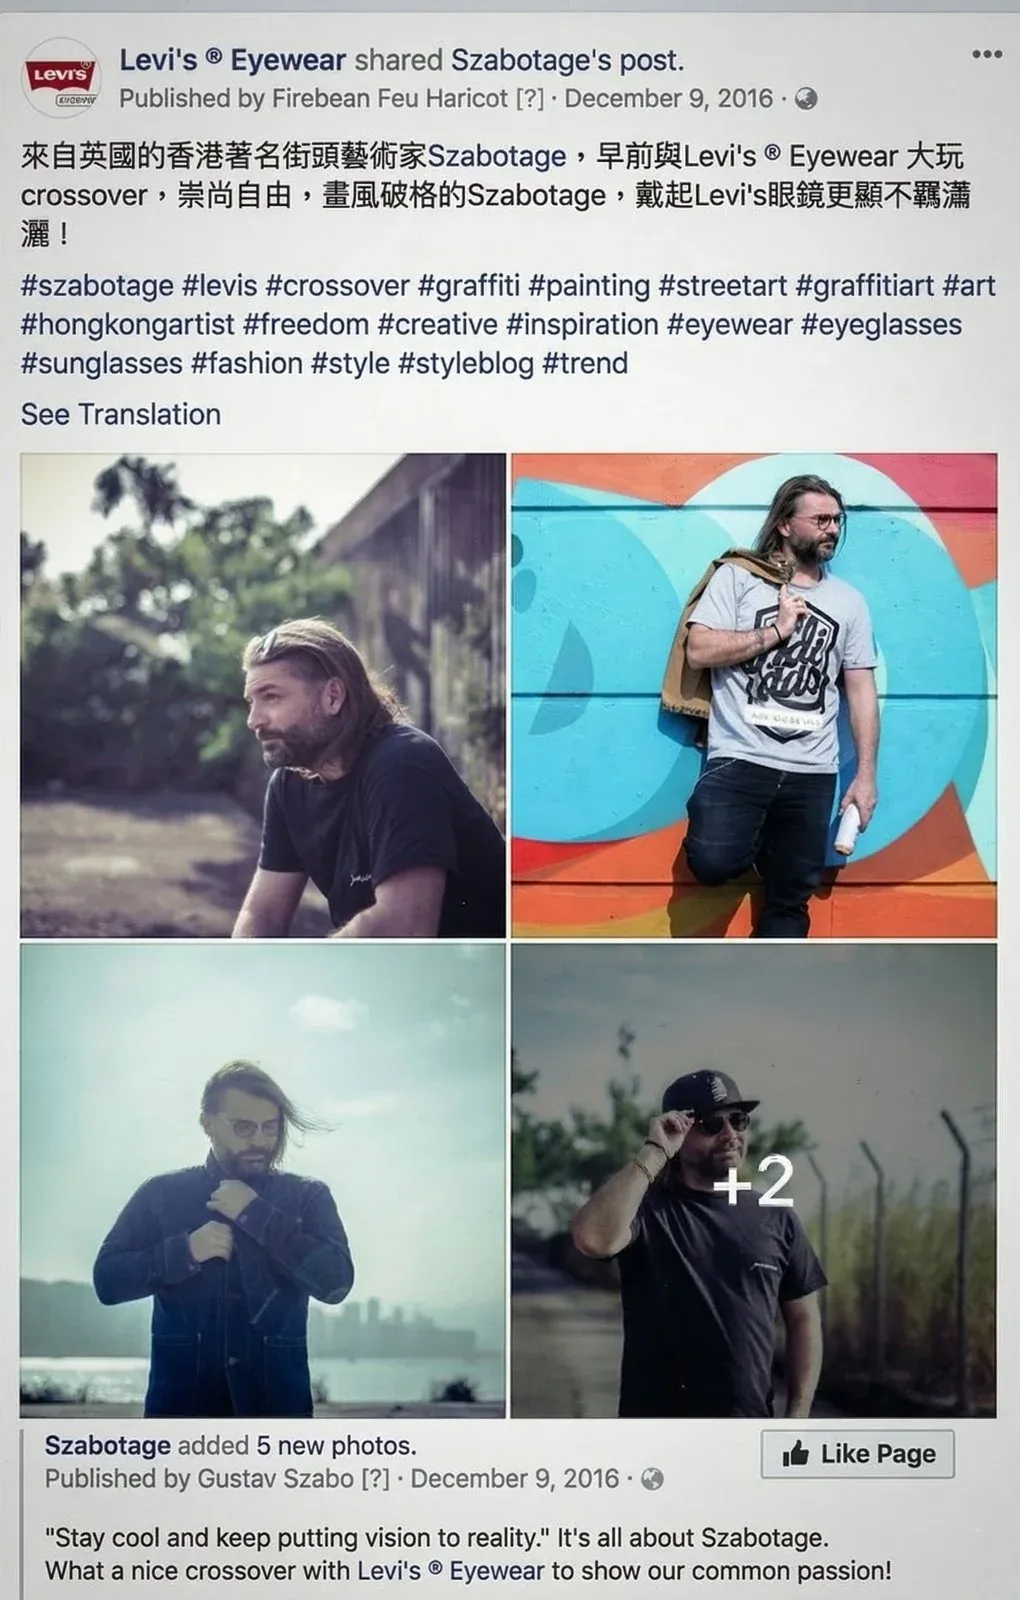 Levi's ® Eyewear shared Szabotage's post.
LEVI'S ®
EYEWEAR
Published by Firebean Feu Haricot [?] · December 9, 2016 ·
來自英國的香港著名街頭藝術家Szabotage，早前與Levi's ® Eyewear 大玩
crossover，崇尚自由，畫風破格的Szabotage，戴起Levi's眼鏡更顯不羈瀟
灑！
#szabotage #levis #crossover #graffiti #painting #streetart #graffitiart #art
#hongkongartist #freedom #creative #inspiration #eyewear #eyeglasses
#sunglasses #fashion #style #styleblog #trend
See Translation
+2
Szabotage added 5 new photos.
Like Page
Published by Gustav Szabo [?] · December 9, 2016 ·
"Stay cool and keep putting vision to reality." It's all about Szabotage.
What a nice crossover with Levi's ® Eyewear to show our common passion!